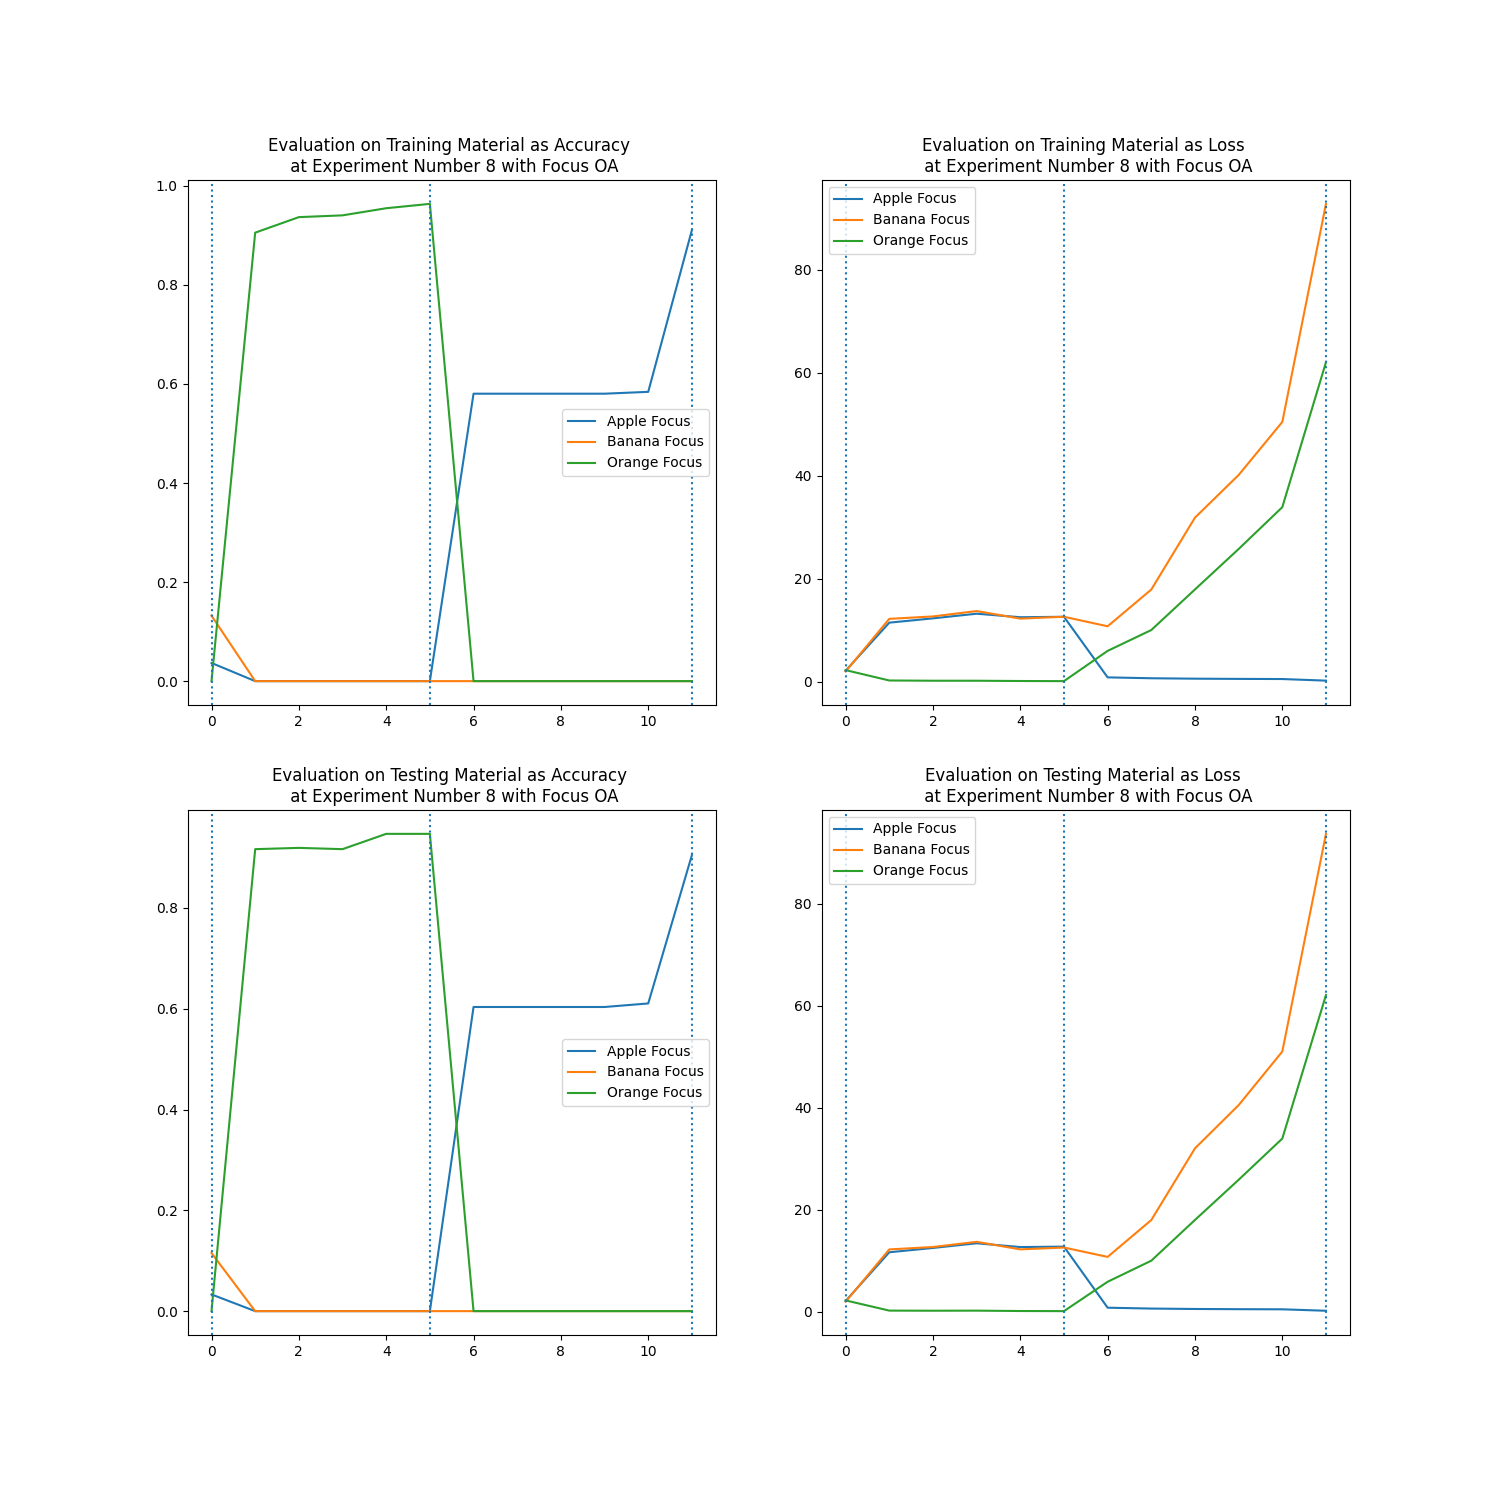 Evaluation on Training Material as Accuracy
at Experiment Number 8 with Focus OA
1.0
0.8
0.6
0.4
0.2
0.0
Apple Focus
Banana Focus
Orange Focus
0 2 4 6 8 10
Evaluation on Training Material as Loss
at Experiment Number 8 with Focus OA
Apple Focus
Banana Focus
Orange Focus
80
60
40
20
0
0 2 4 6 8 10
Evaluation on Testing Material as Accuracy
at Experiment Number 8 with Focus OA
0.8
0.6
0.4
0.2
0.0
Apple Focus
Banana Focus
Orange Focus
0 2 4 6 8 10
Evaluation on Testing Material as Loss
at Experiment Number 8 with Focus OA
Apple Focus
Banana Focus
Orange Focus
80
60
40
20
0
0 2 4 6 8 10